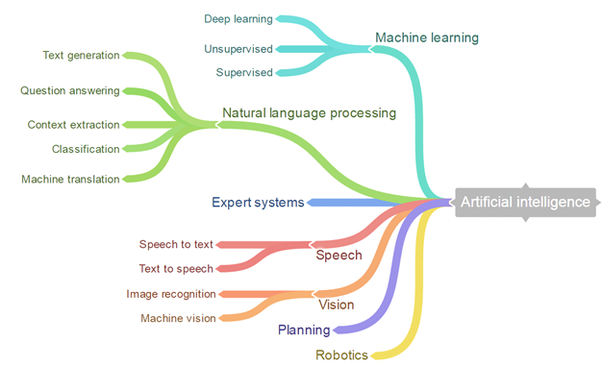 Deep learning
Unsupervised
Supervised
Machine learning
Text generation
Question answering
Context extraction
Classification
Machine translation
Natural language processing
Expert systems
Artificial intelligence
Speech to text
Text to speech
Speech
Image recognition
Machine vision
Vision
Planning
Robotics